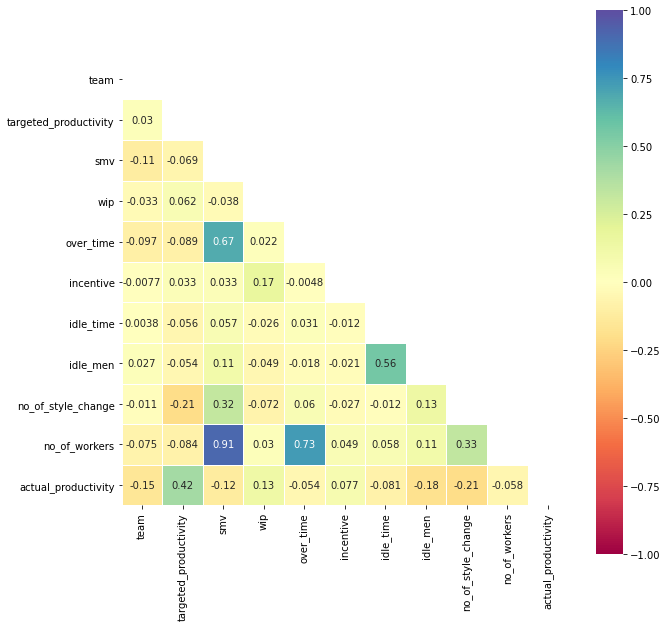 team
targeted_productivity 0.03
smv -0.11 -0.069
wip -0.033 0.062 -0.038
over_time -0.097 -0.089 0.67 0.022
incentive -0.0077 0.033 0.033 0.17 -0.0048
idle_time 0.0038 -0.056 0.057 -0.026 0.031 -0.012
idle_men 0.027 -0.054 0.11 -0.049 -0.018 -0.021 0.56
no_of_style_change -0.011 -0.21 0.32 -0.072 0.06 -0.027 -0.012 0.13
no_of_workers -0.075 -0.084 0.91 0.03 0.73 0.049 0.058 0.11 0.33
actual_productivity -0.15 0.42 -0.12 0.13 -0.054 0.077 -0.081 -0.18 -0.21 -0.058
team
targeted_productivity
smv
wip
over_time
incentive
idle_time
idle_men
no_of_style_change
no_of_workers
actual_productivity
1.00
0.75
0.50
0.25
0.00
−0.25
−0.50
−0.75
−1.00